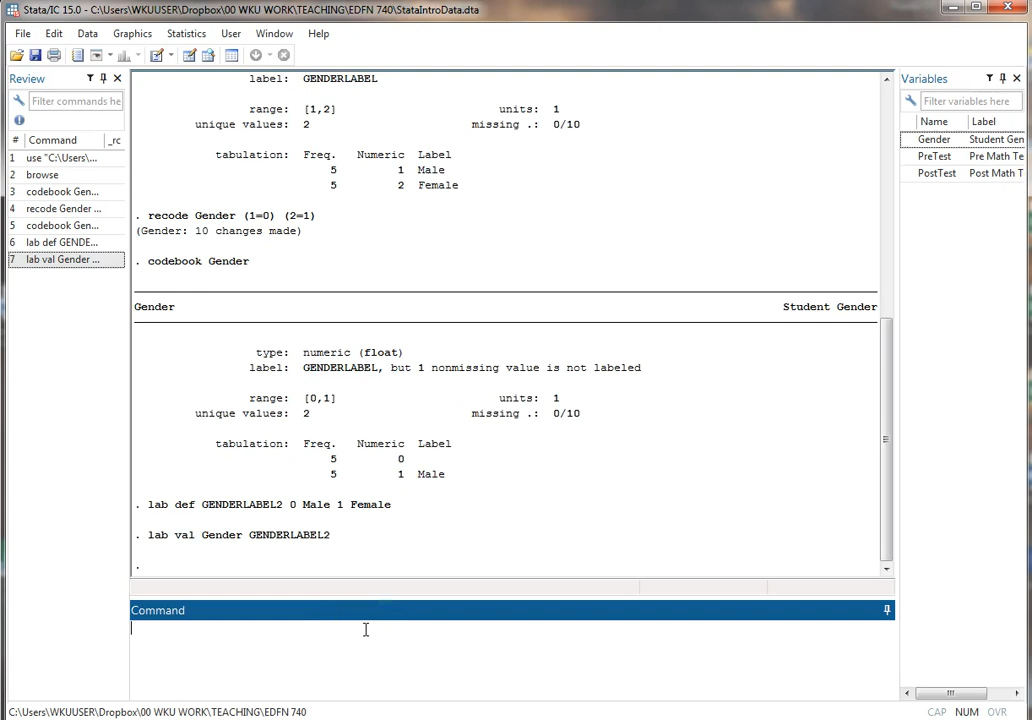 Stata/IC 15.0 - C:\Users\WKUUSER\Dropbox\00 WKU WORK\TEACHING\EDFN 740\StataIntroData.dta
File Edit Data Graphics Statistics User Window Help
Review
Filter commands he
# Command _rc
1 use "C:\Users\...
2 browse
3 codebook Gen...
4 recode Gender ...
5 codebook Gen...
6 lab def GENDE...
7 lab val Gender ...
label: GENDERLABEL
range: [1,2] units: 1
unique values: 2 missing .: 0/10
tabulation: Freq. Numeric Label
5 1 Male
5 2 Female
. recode Gender (1=0) (2=1)
(Gender: 10 changes made)
. codebook Gender
Gender Student Gender
type: numeric (float)
label: GENDERLABEL, but 1 nonmissing value is not labeled
range: [0,1] units: 1
unique values: 2 missing .: 0/10
tabulation: Freq. Numeric Label
5 0
5 1 Male
. lab def GENDERLABEL2 0 Male 1 Female
. lab val Gender GENDERLABEL2
.
Command
Variables
Filter variables here
Name Label
Gender Student Gen
PreTest Pre Math Te
PostTest Post Math T
C:\Users\WKUUSER\Dropbox\00 WKU WORK\TEACHING\EDFN 740
CAP NUM OVR